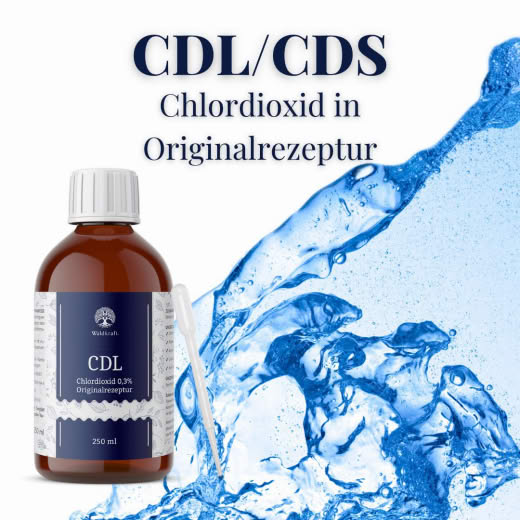 CDL/CDS
Chlordioxid in
Originalrezeptur
Waldkraft
CDL
Chlordioxid 0,3%
Originalrezeptur
250 ml